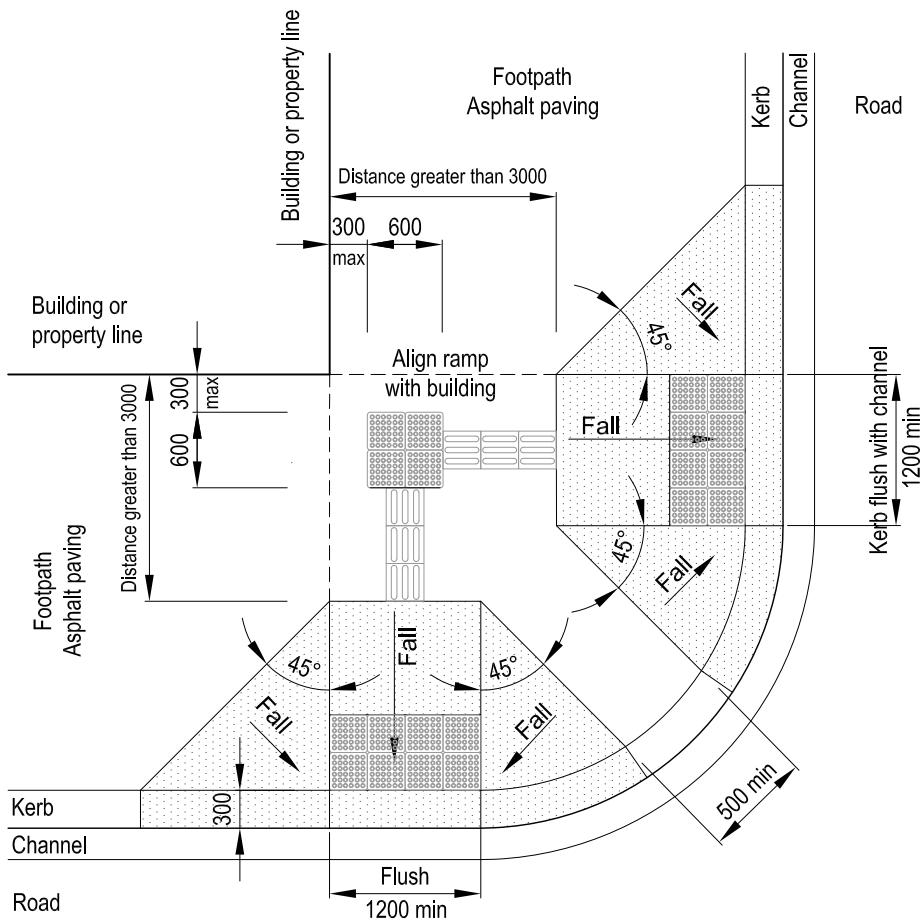 Building or property line
Footpath
Asphalt paving
Kerb
Channel
Road
Distance greater than 3000
300
max
600
Building or
property line
Align ramp
with building
45°
Fall
300
max
600
Distance greater than 3000
Fall
Kerb flush with channel
1200 min
Footpath
Asphalt paving
45°
Fall
45°
Fall
45°
Fall
Fall
500 min
Kerb
300
Channel
Flush
1200 min
Road